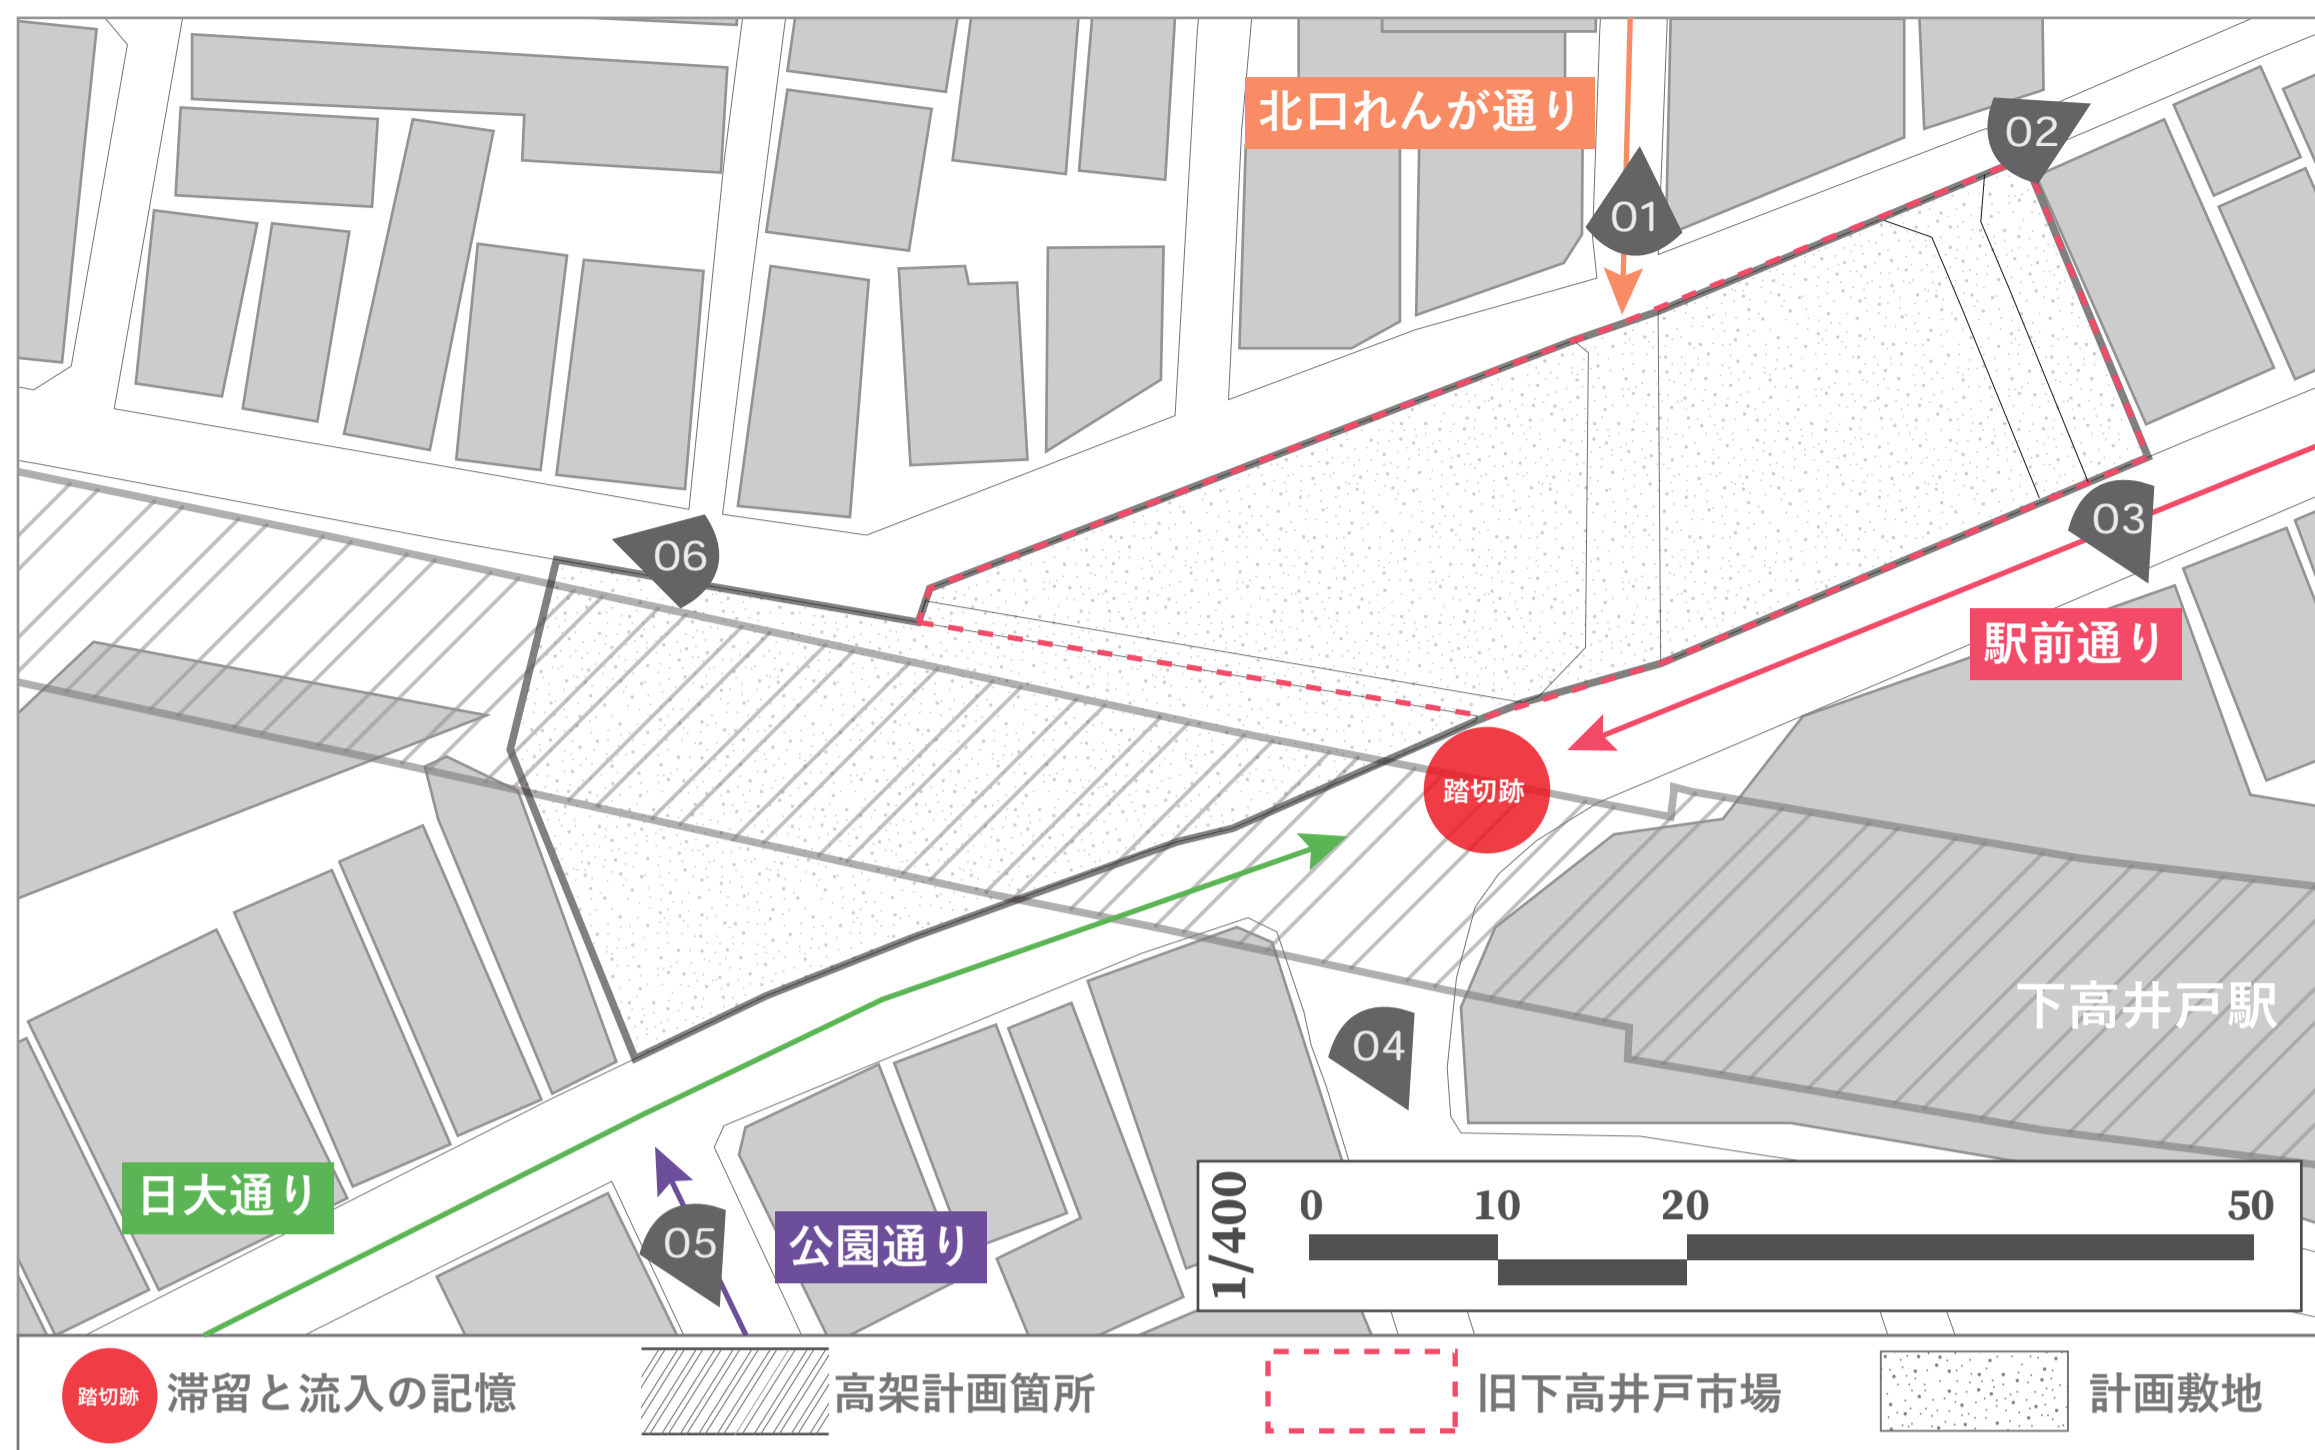 北口れんが通り
02
01
03
06
駅前通り
踏切跡
下高井戸駅
04
日大通り
05
公園通り
1/400
0 10 20 50
踏切跡 滞留と流入の記憶 高架計画箇所 旧下高井戸市場 計画敷地